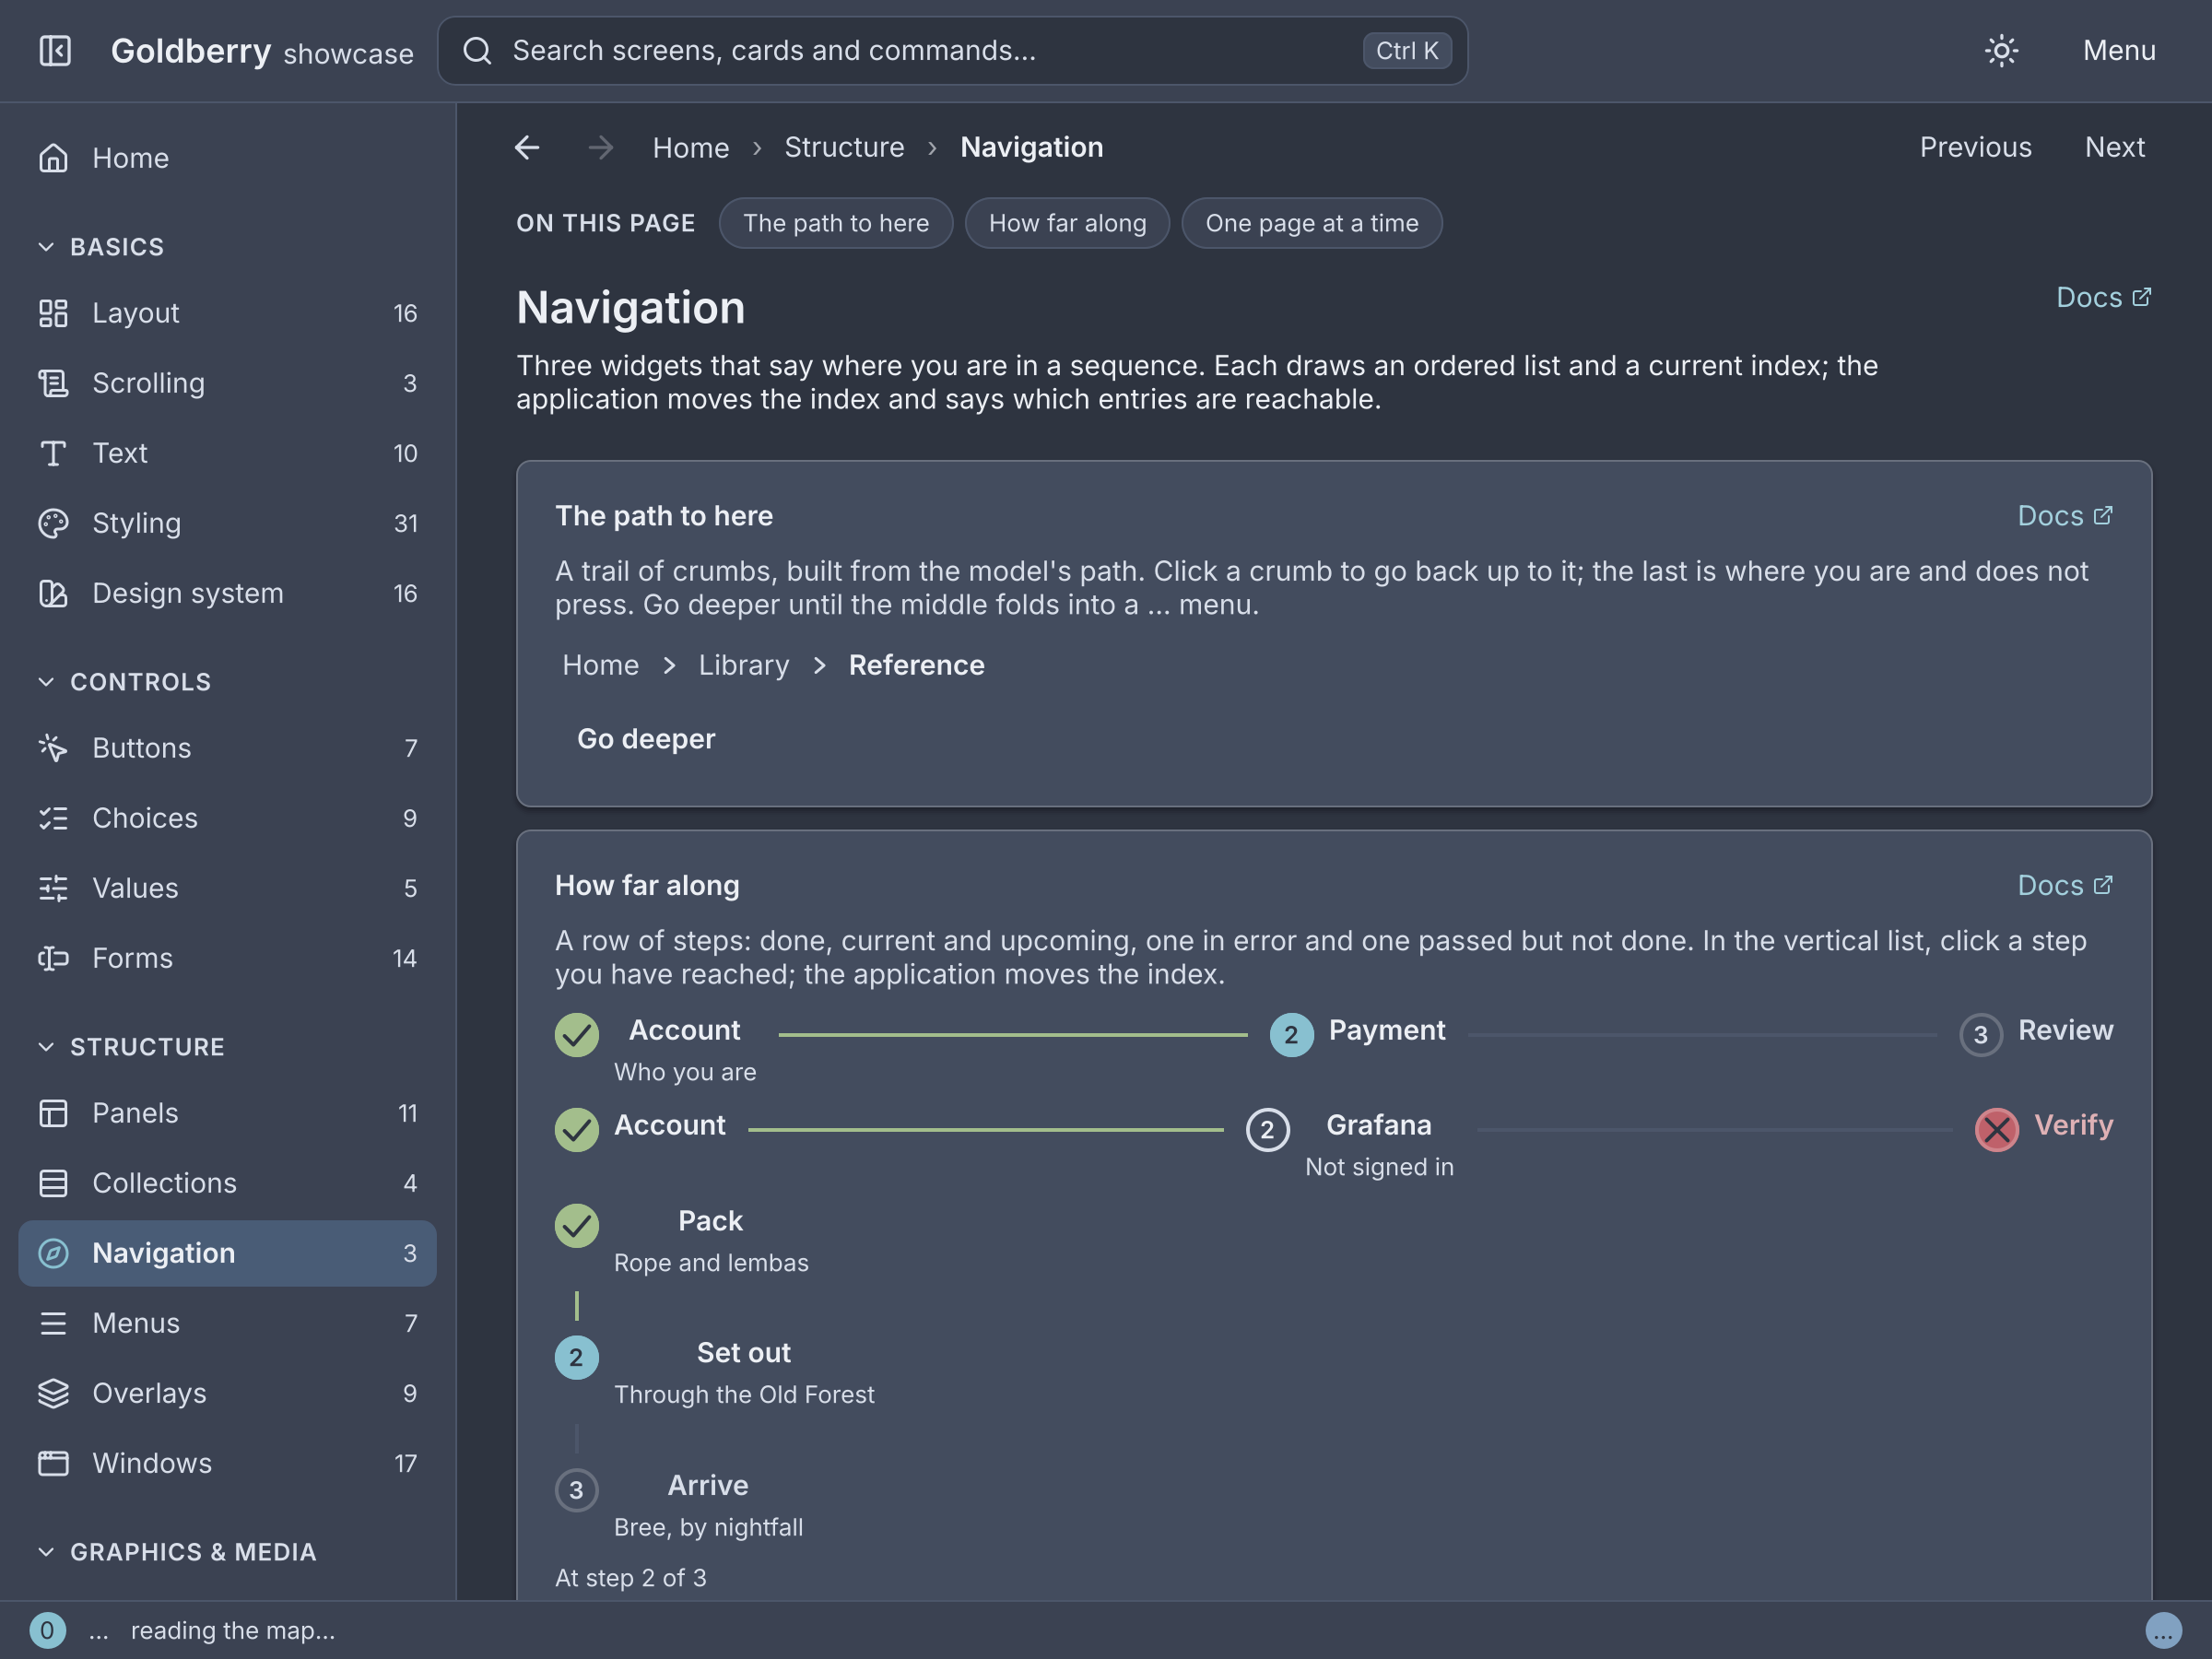 Goldberry showcase
Search screens, cards and commands...
Ctrl K
Menu
Home
BASICS
Layout 16
Scrolling 3
Text 10
Styling 31
Design system 16
CONTROLS
Buttons 7
Choices 9
Values 5
Forms 14
STRUCTURE
Panels 11
Collections 4
Navigation 3
Menus 7
Overlays 9
Windows 17
GRAPHICS & MEDIA
Home › Structure › Navigation
Previous Next
ON THIS PAGE The path to here How far along One page at a time
Navigation
Docs
Three widgets that say where you are in a sequence. Each draws an ordered list and a current index; the
application moves the index and says which entries are reachable.
The path to here
Docs
A trail of crumbs, built from the model's path. Click a crumb to go back up to it; the last is where you are and does not
press. Go deeper until the middle folds into a ... menu.
Home > Library > Reference
Go deeper
How far along
Docs
A row of steps: done, current and upcoming, one in error and one passed but not done. In the vertical list, click a step
you have reached; the application moves the index.
Account 2 Payment 3 Review
Who you are
Account 2 Grafana Verify
Not signed in
Pack
Rope and lembas
2 Set out
Through the Old Forest
3 Arrive
Bree, by nightfall
At step 2 of 3
0 ... reading the map...
...